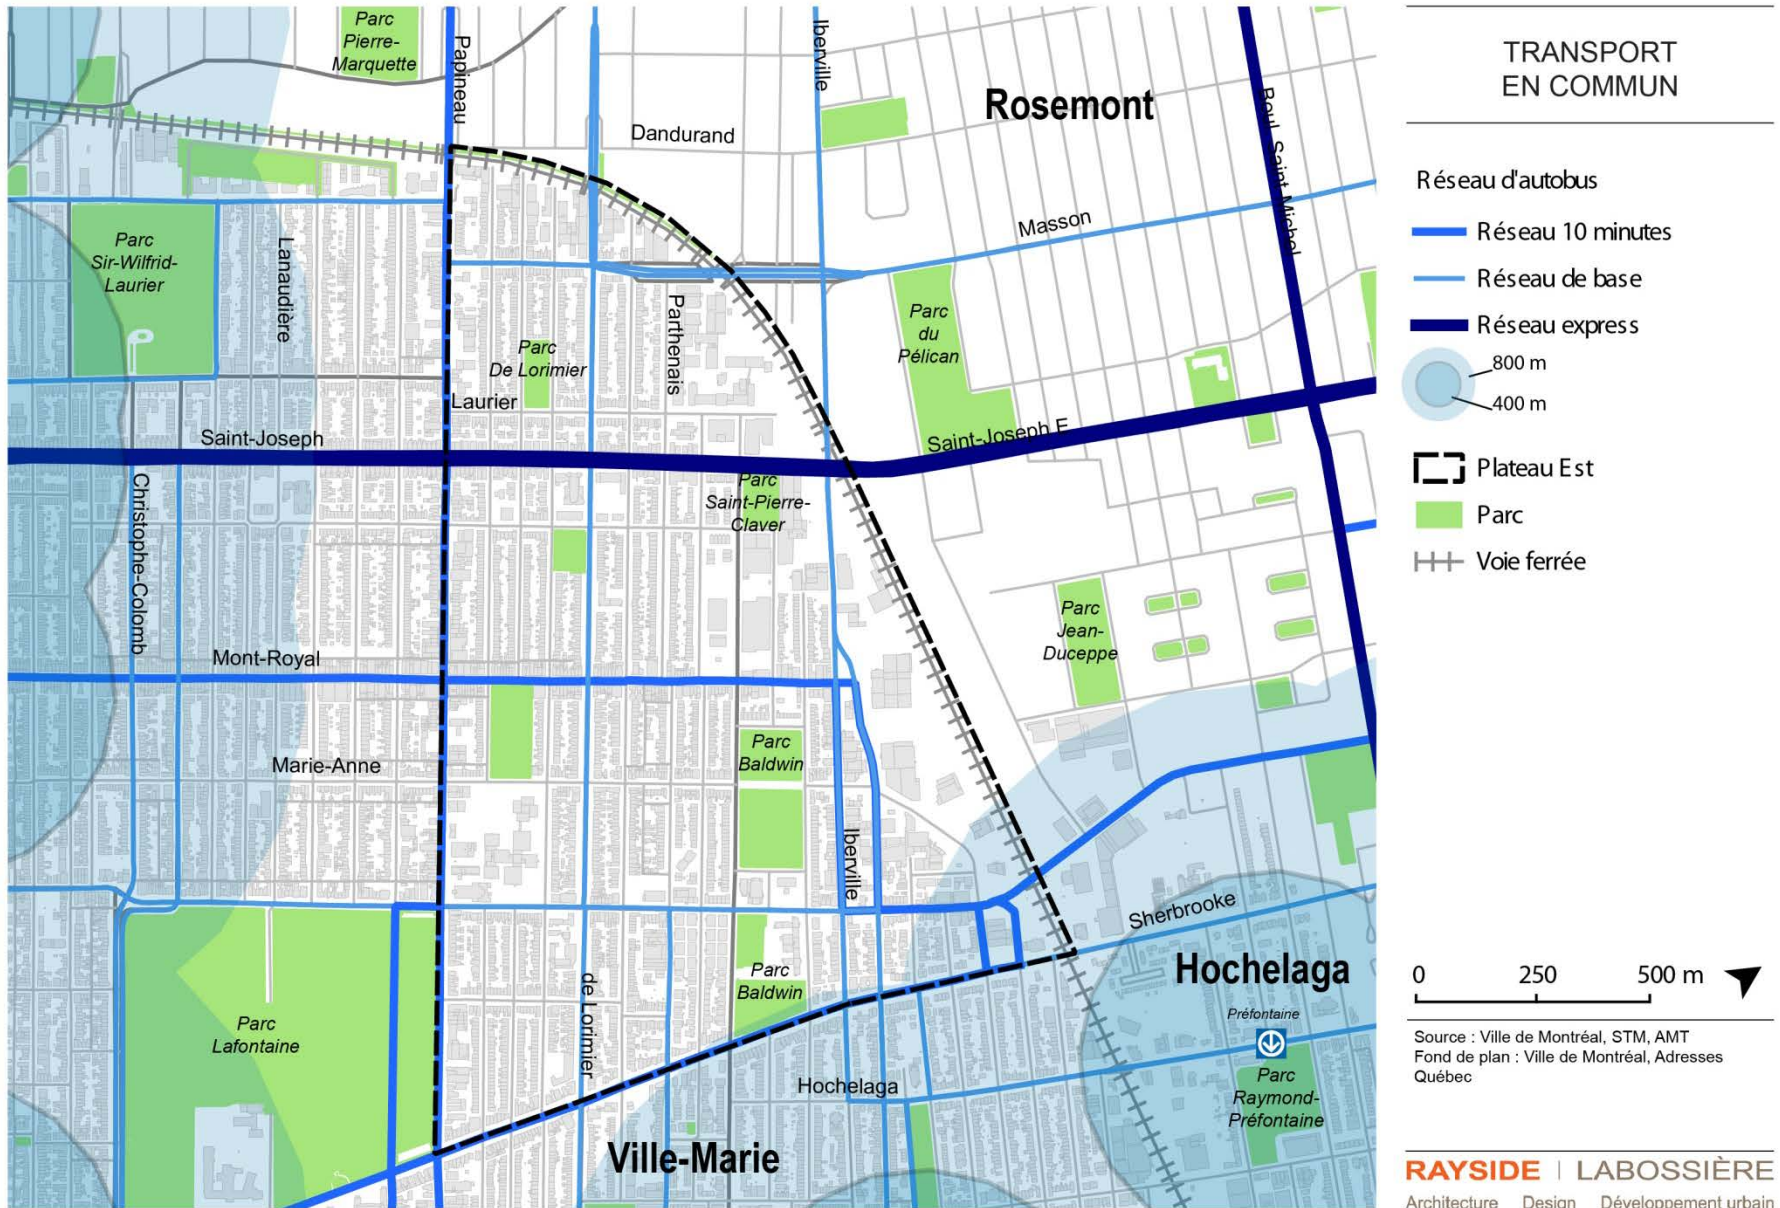 Parc
Pierre-
Marquette
Papineau
Iberville
Rosemont
Boul. Saint-Michel
Dandurand
Masson
Parc
Sir-Wilfrid-
Laurier
Lanaudière
Parthenais
Parc
De Lorimier
Parc
du
Pélican
Laurier
Saint-Joseph
Saint-Joseph E
Christophe-Colomb
Parc
Saint-Pierre-
Claver
Parc
Jean-
Duceppe
Mont-Royal
Marie-Anne
Parc
Baldwin
Iberville
Sherbrooke
Hochelaga
de Lorimier
Parc
Baldwin
Parc
Lafontaine
Préfontaine
Hochelaga
Parc
Raymond-
Préfontaine
Ville-Marie
TRANSPORT
EN COMMUN
Réseau d'autobus
Réseau 10 minutes
Réseau de base
Réseau express
800 m
400 m
Plateau Est
Parc
Voie ferrée
0 250 500 m
Source : Ville de Montréal, STM, AMT
Fond de plan : Ville de Montréal, Adresses
Québec
RAYSIDE | LABOSSIÈRE
Architecture Design Développement urbain